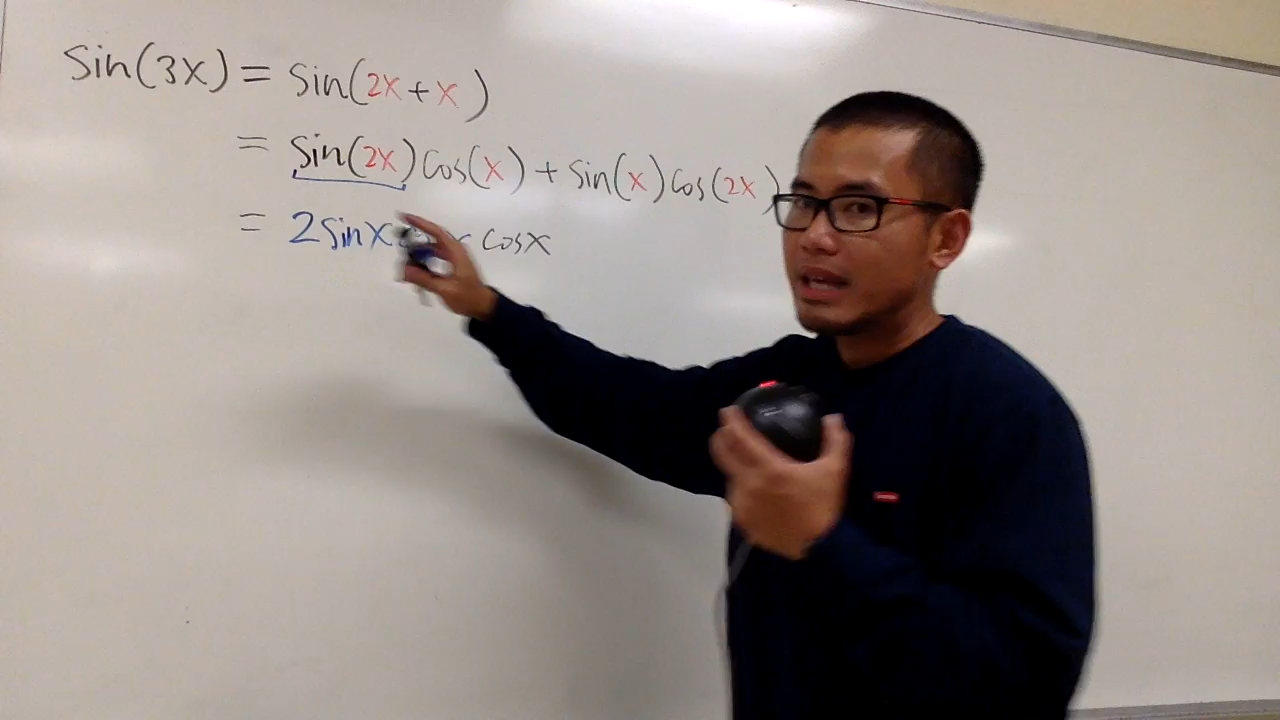 sin(3x) = sin(2x + x)
= sin(2x) cos(x) + sin(x) cos(2x)
= 2 sin x cos x